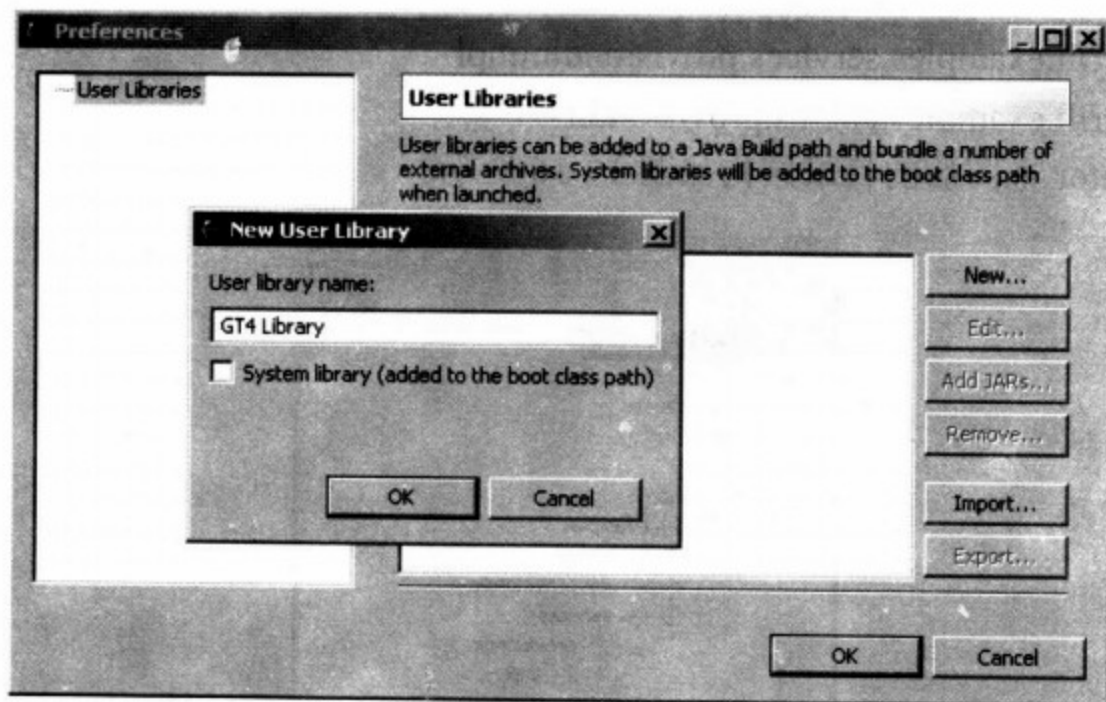 Preferences
User Libraries
User Libraries
User libraries can be added to a Java Build path and bundle a number of
external archives. System libraries will be added to the boot class path
when launched.
New User Library
User library name:
GT4 Library
System library (added to the boot class path)
OK
Cancel
New...
Edit...
Add JARs...
Remove...
Import...
Export...
OK
Cancel